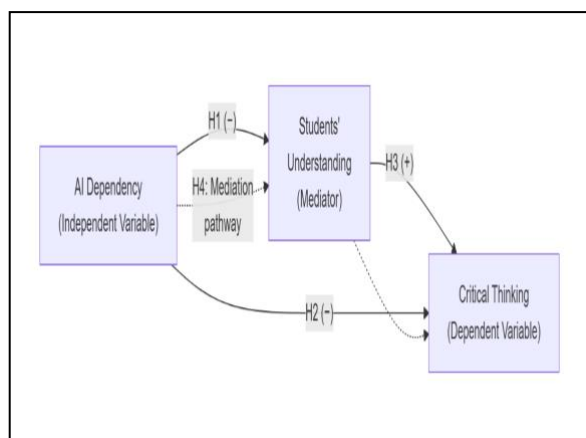 H1 (−)
Students'
Understanding
(Mediator)
H3 (+)
AI Dependency
(Independent Variable)
H4: Mediation
pathway
Critical Thinking
(Dependent Variable)
H2 (−)